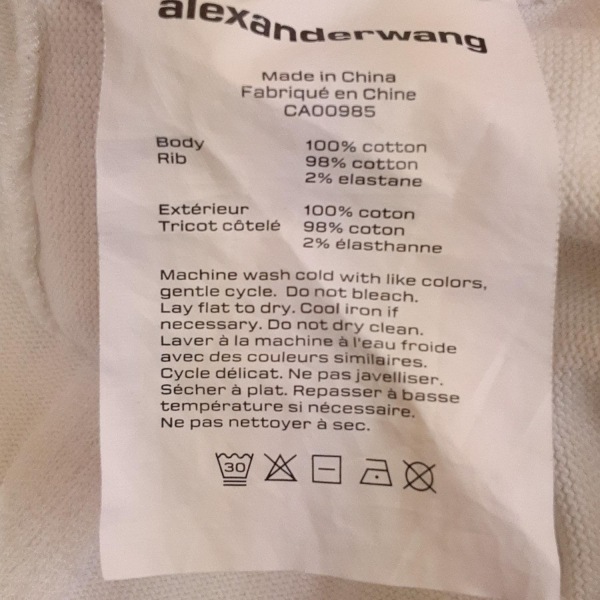 alexanderwang
Made in China
Fabriqué en Chine
CA00985
Body 100% cotton
Rib 98% cotton
2% elastane
Extérieur 100% coton
Tricot côtelé 98% coton
2% élasthanne
Machine wash cold with like colors,
gentle cycle. Do not bleach.
Lay flat to dry. Cool iron if
necessary. Do not dry clean.
Laver à la machine à l'eau froide
avec des couleurs similaires.
Cycle délicat. Ne pas javelliser.
Sécher à plat. Repasser à basse
température si nécessaire.
Ne pas nettoyer à sec.
30